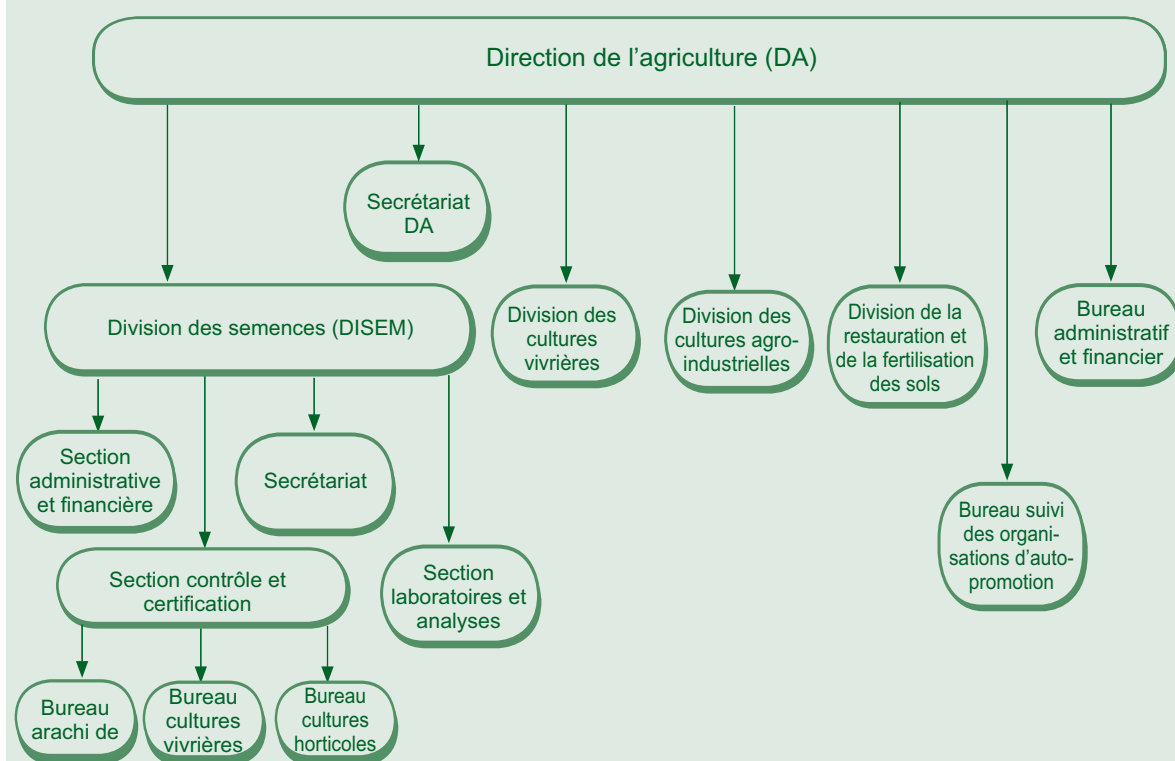 Direction de l’agriculture (DA)
Secrétariat
DA
Division des semences (DISEM)
Division des
cultures
vivrières
Division des
cultures agro-
industrielles
Division de la
restauration et
de la fertilisation
des sols
Bureau
administratif
et financier
Section
administrative
et financière
Secrétariat
Bureau suivi
des organi-
sations d’auto-
promotion
Section contrôle et
certification
Section
laboratoires et
analyses
Bureau
arachi de
Bureau
cultures
vivrières
Bureau
cultures
horticoles